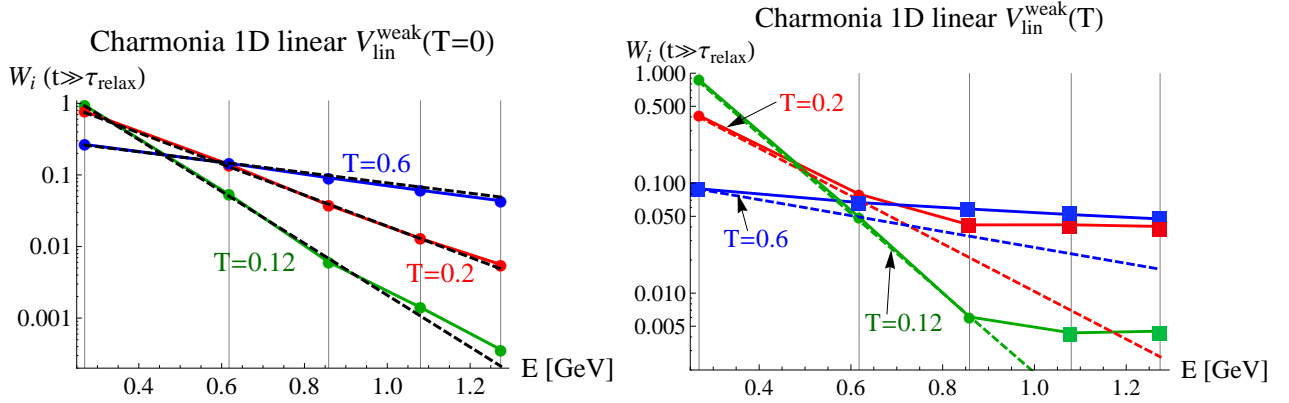 Charmonia 1D linear V_lin^weak(T=0)
W_i (t≫τ_relax)
1
0.1
0.01
0.001
T=0.6
T=0.2
T=0.12
0.4 0.6 0.8 1.0 1.2
E [GeV]
Charmonia 1D linear V_lin^weak(T)
W_i (t≫τ_relax)
1.000
0.500
0.100
0.050
0.010
0.005
T=0.2
T=0.6
T=0.12
0.4 0.6 0.8 1.0 1.2
E [GeV]